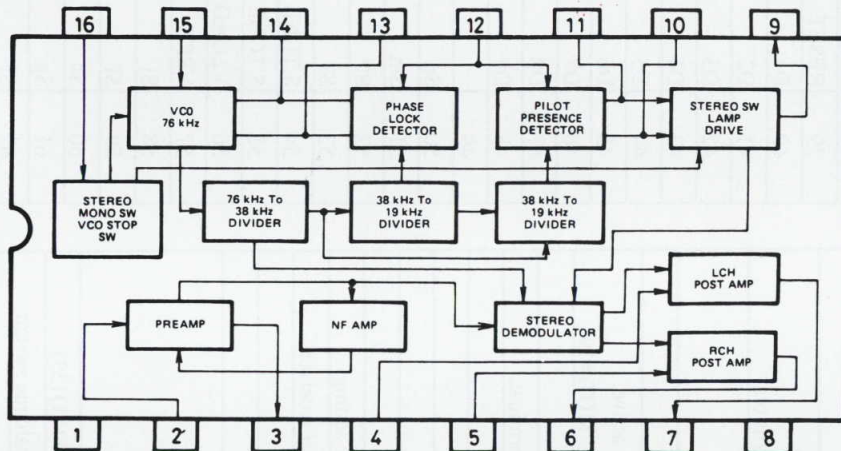 16 15 14 13 12 11 10 9
VCO
76 kHz
PHASE
LOCK
DETECTOR
PILOT
PRESENCE
DETECTOR
STEREO SW
LAMP
DRIVE
STEREO
MONO SW
VCO STOP
SW
76 kHz To
38 kHz
DIVIDER
38 kHz To
19 kHz
DIVIDER
38 kHz To
19 kHz
DIVIDER
PREAMP
NF AMP
STEREO
DEMODULATOR
LCH
POST AMP
RCH
POST AMP
1 2 3 4 5 6 7 8